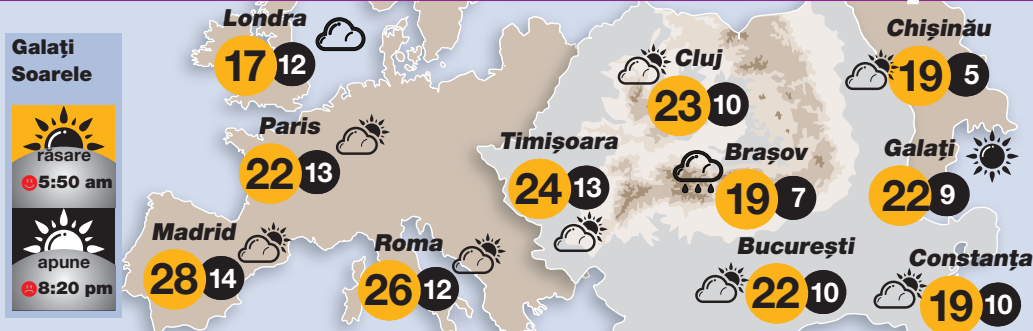 Galați
Soarele
răsare
5:50 am
apune
8:20 pm
Londra
17 12
Paris
22 13
Madrid
28 14
Roma
26 12
Timișoara
24 13
Cluj
23 10
Brașov
19 7
București
22 10
Chișinău
19 5
Galați
22 9
Constanța
19 10